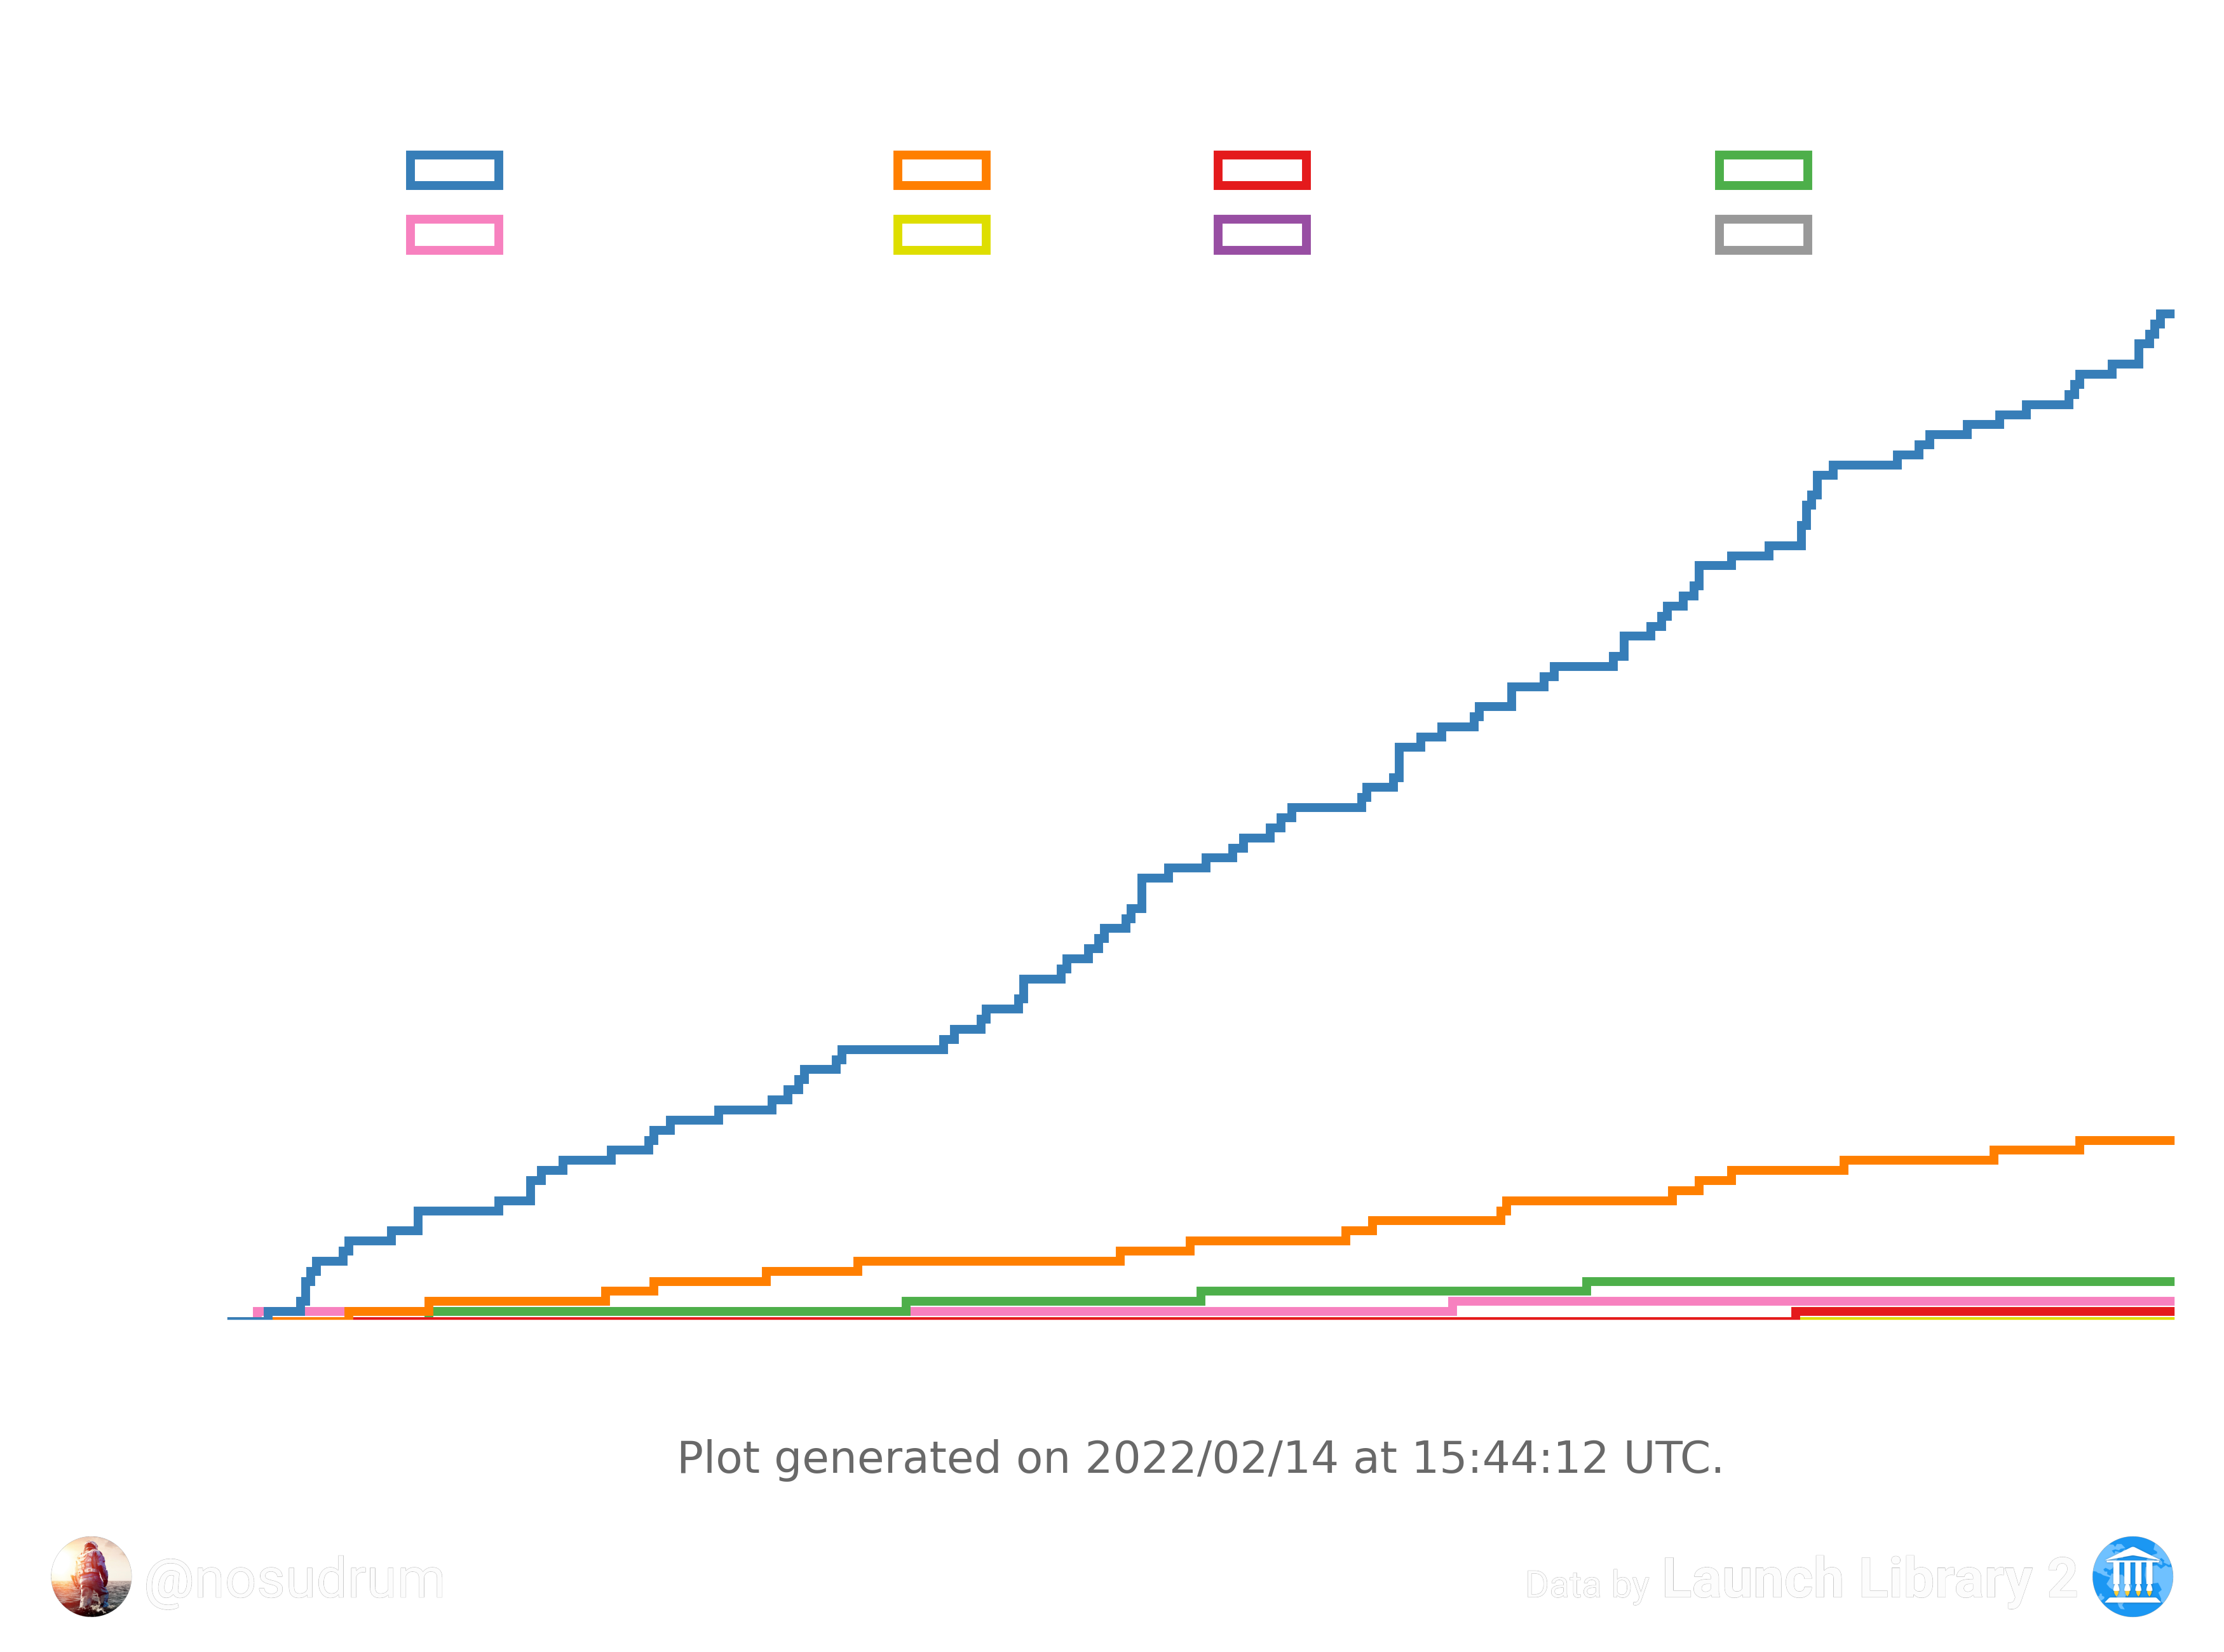 Plot generated on 2022/02/14 at 15:44:12 UTC.
@nosudrum
Data by Launch Library 2